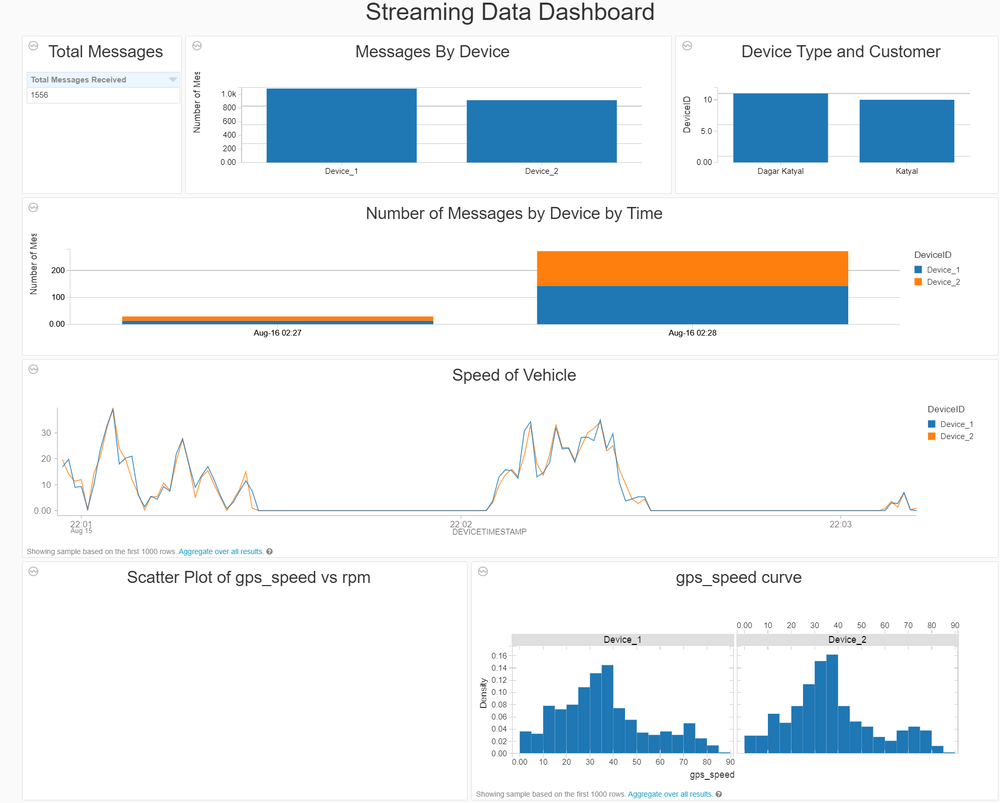 Streaming Data Dashboard
Total Messages
Total Messages Received
1556
Messages By Device
Number of Mes
1.0k
800
600
400
200
0.00
Device_1
Device_2
Device Type and Customer
DeviceID
10
5.0
0.00
Dagar Katyal
Katyal
Number of Messages by Device by Time
Number of Mes
200
100
0.00
Aug-16 02:27
Aug-16 02:28
DeviceID
Device_1
Device_2
Speed of Vehicle
30
20
10
0.00
22:01
Aug 15
22:02
22:03
DEVICETIMESTAMP
DeviceID
Device_1
Device_2
Showing sample based on the first 1000 rows. Aggregate over all results.
Scatter Plot of gps_speed vs rpm
gps_speed curve
0.00 10 20 30 40 50 60 70 80 90
Device_1
Device_2
Density
0.16
0.14
0.12
0.10
0.08
0.06
0.04
0.02
0.00
0.00 10 20 30 40 50 60 70 80 90
gps_speed
Showing sample based on the first 1000 rows. Aggregate over all results.